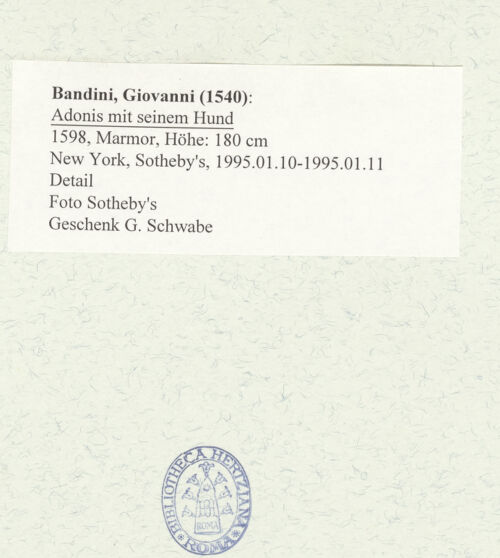 Bandini, Giovanni (1540):
Adonis mit seinem Hund
1598, Marmor, Höhe: 180 cm
New York, Sotheby's, 1995.01.10-1995.01.11
Detail
Foto Sotheby's
Geschenk G. Schwabe
BIBLIOTHECA HERTZIANA
ROMA
ROMA